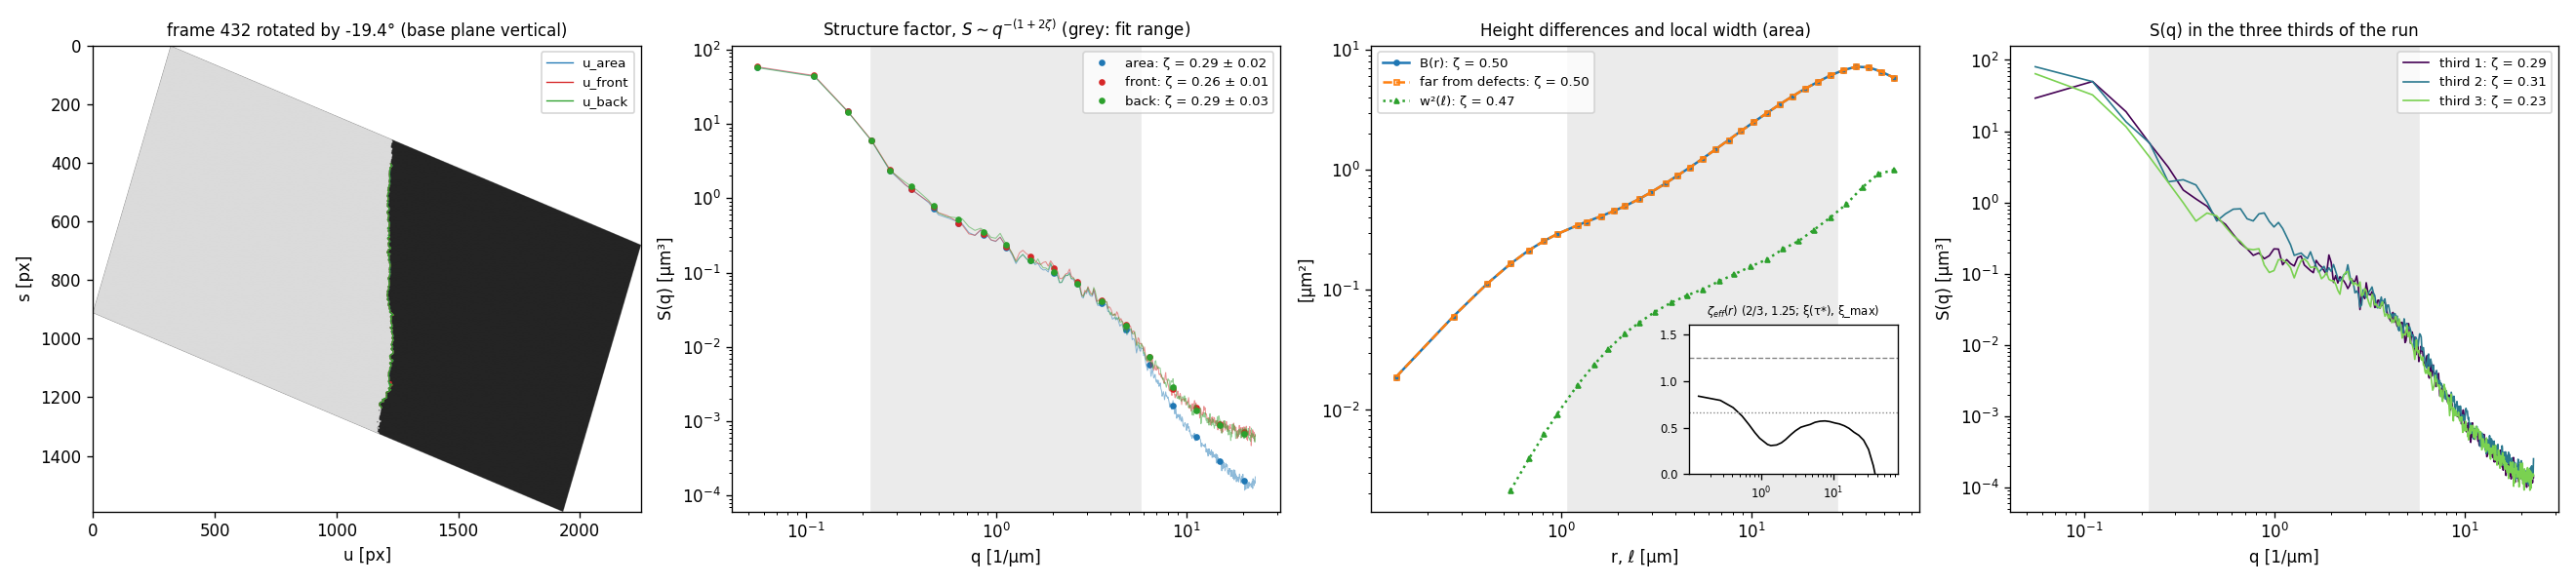 frame 432 rotated by -19.4° (base plane vertical)
u_area
u_front
u_back
0
200
400
600
800
1000
1200
1400
s [px]
0
500
1000
1500
2000
u [px]
Structure factor, S ~ q^−(1+2ζ) (grey: fit range)
area: ζ = 0.29 ± 0.02
front: ζ = 0.26 ± 0.01
back: ζ = 0.29 ± 0.03
10²
10¹
10⁰
10⁻¹
10⁻²
10⁻³
10⁻⁴
S(q) [µm³]
10⁻¹
10⁰
10¹
q [1/µm]
Height differences and local width (area)
B(r): ζ = 0.50
far from defects: ζ = 0.50
w²(ℓ): ζ = 0.47
10¹
10⁰
10⁻¹
10⁻²
[µm²]
ζeff(r) (2/3, 1.25; ξ(τ*), ξ_max)
1.5
1.0
0.5
0.0
10⁰
10¹
10⁰
10¹
r, ℓ [µm]
S(q) in the three thirds of the run
third 1: ζ = 0.29
third 2: ζ = 0.31
third 3: ζ = 0.23
10²
10¹
10⁰
10⁻¹
10⁻²
10⁻³
10⁻⁴
S(q) [µm³]
10⁻¹
10⁰
10¹
q [1/µm]